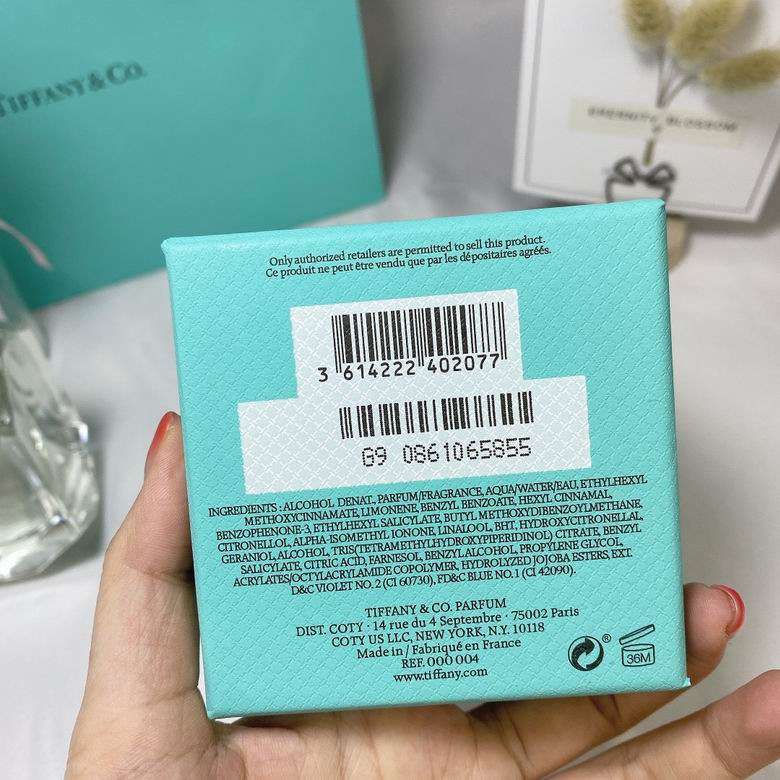 TIFFANY & CO.
Only authorized retailers are permitted to sell this product.
Ce produit ne peut être vendu que par les dépositaires agréés.
3 614222 402077
G9 0861065855
INGREDIENTS : ALCOHOL DENAT., PARFUM/FRAGRANCE, AQUA/WATER/EAU, ETHYLHEXYL
METHOXYCINNAMATE, LIMONENE, BENZYL BENZOATE, HEXYL CINNAMAL,
BENZOPHENONE-3, ETHYLHEXYL SALICYLATE, BUTYL METHOXYDIBENZOYLMETHANE,
CITRONELLOL, ALPHA-ISOMETHYL IONONE, LINALOOL, BHT, HYDROXYCITRONELLAL,
GERANIOL, ALCOHOL, TRIS(TETRAMETHYLHYDROXYPIPERIDINOL) CITRATE, BENZYL
SALICYLATE, CITRIC ACID, FARNESOL, BENZYL ALCOHOL, PROPYLENE GLYCOL,
ACRYLATES/OCTYLACRYLAMIDE COPOLYMER, HYDROLYZED JOJOBA ESTERS, EXT.
D&C VIOLET NO. 2 (CI 60730), FD&C BLUE NO. 1 (CI 42090).
TIFFANY & CO. PARFUM
DIST. COTY · 14 rue du 4 Septembre · 75002 Paris
COTY US LLC, NEW YORK, N.Y. 10118
Made in / Fabriqué en France
REF. 000 004
www.tiffany.com
®
36M